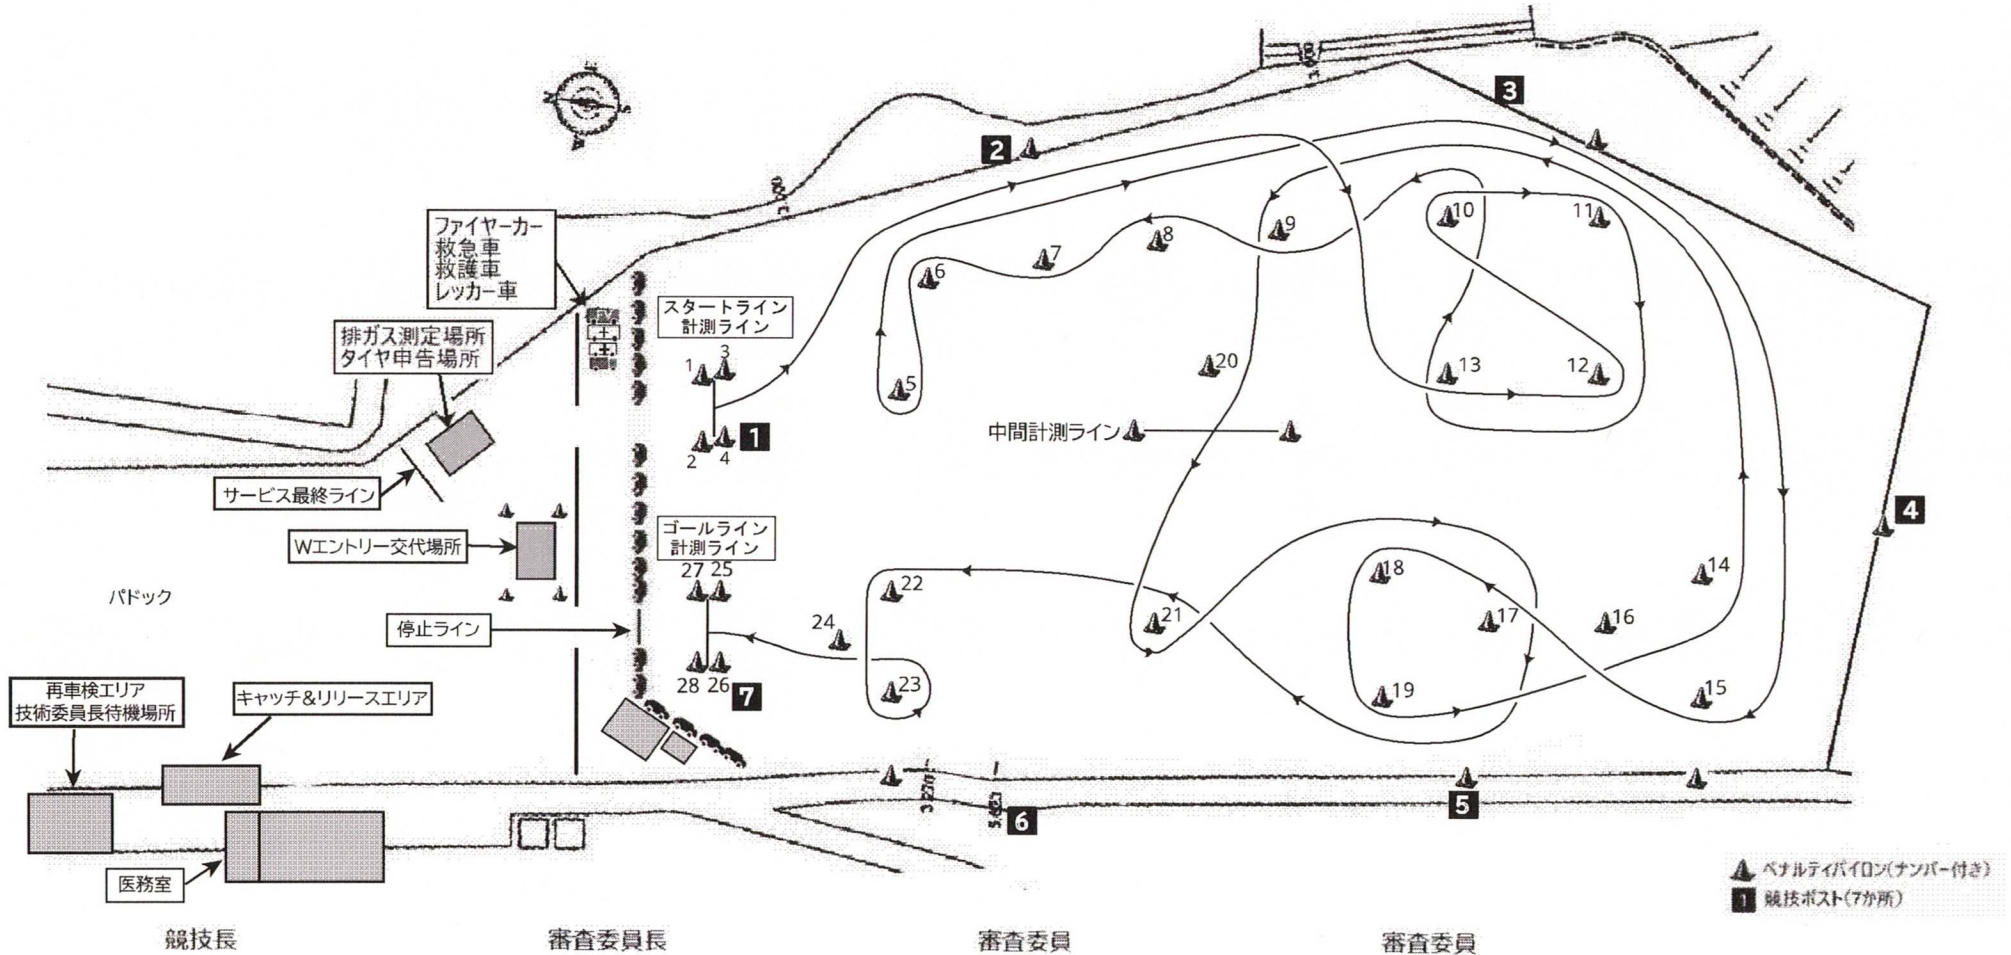 3
2
ファイヤーカー
救急車
救護車
レッカー車
スタートライン
計測ライン
排ガス測定場所
タイヤ申告場所
10
11
9
8
7
6
1
3
20
13
12
5
中間計測ライン
1
2
4
サービス最終ライン
4
Wエントリー交代場所
ゴールライン
計測ライン
27
25
22
18
14
パドック
停止ライン
24
21
17
16
28
26
7
23
19
15
再車検エリア
技術委員長待機場所
キャッチ&リリースエリア
5
6
医務室
ペナルティパイロン(ナンバー付き)
1
競技ポスト(7か所)
競技長
審査委員長
審査委員
審査委員